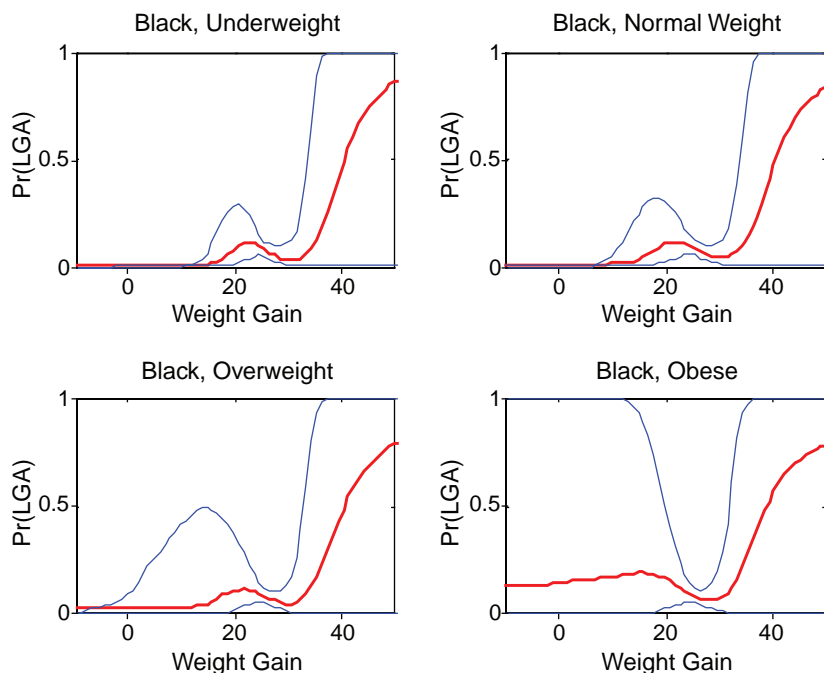 Black, Underweight
1
0.5
0
Pr(LGA)
0 20 40
Weight Gain
Black, Normal Weight
1
0.5
0
Pr(LGA)
0 20 40
Weight Gain
Black, Overweight
1
0.5
0
Pr(LGA)
0 20 40
Weight Gain
Black, Obese
1
0.5
0
Pr(LGA)
0 20 40
Weight Gain